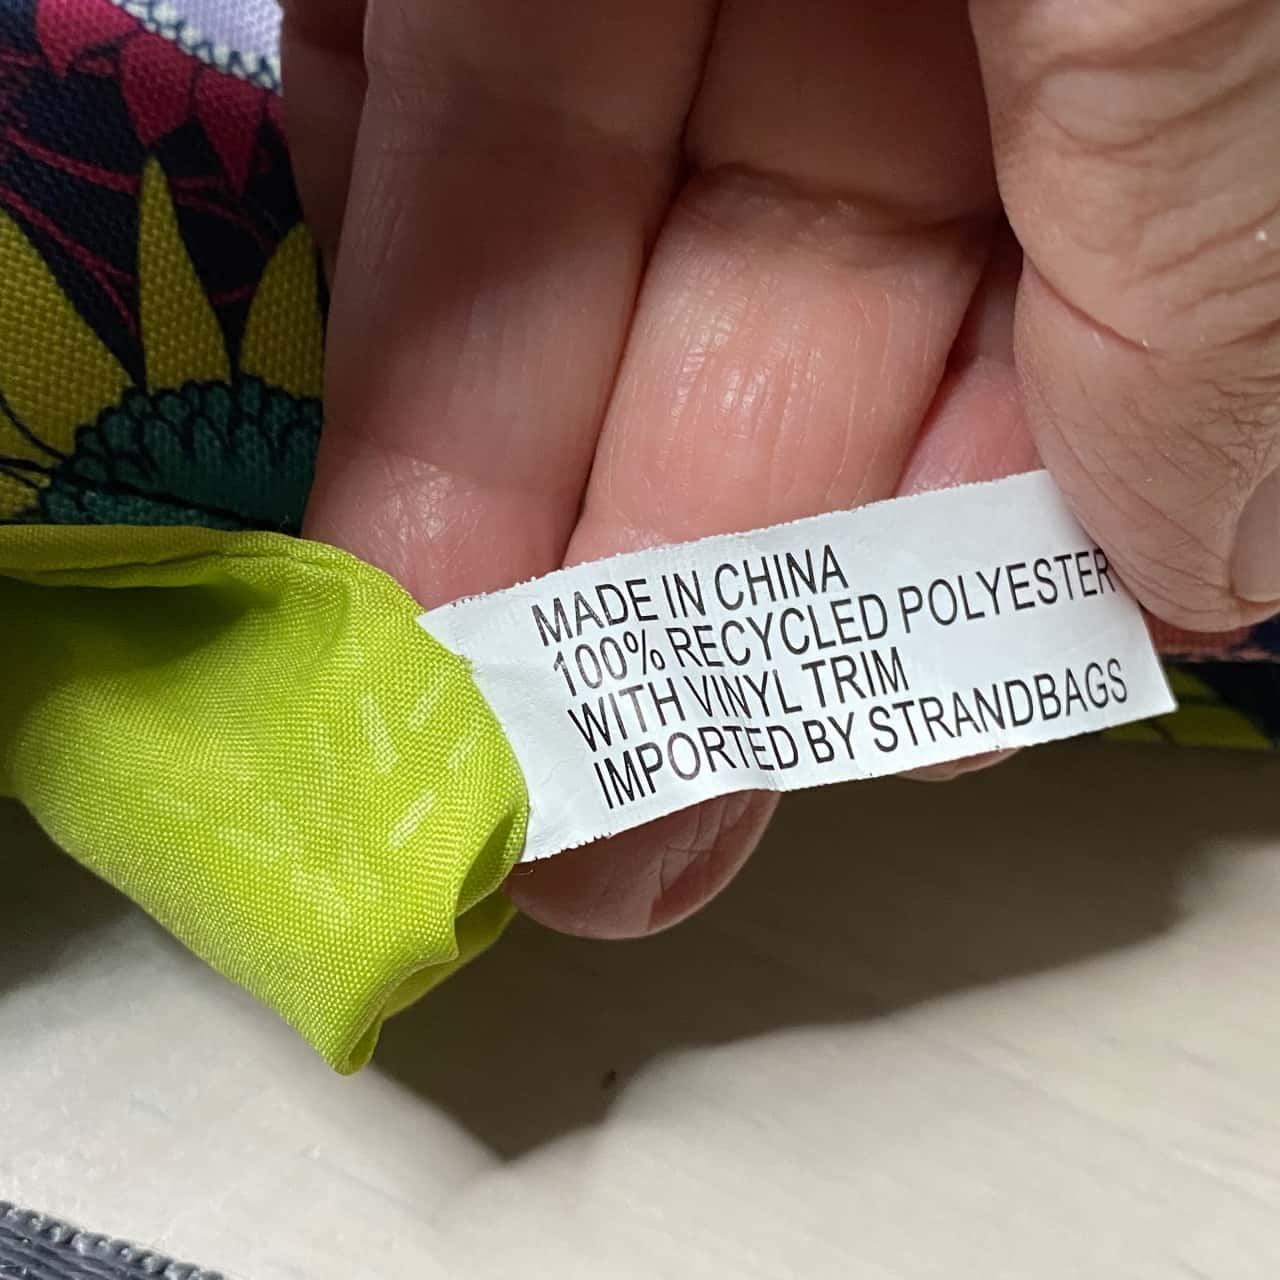 MADE IN CHINA
100% RECYCLED POLYESTER
WITH VINYL TRIM
IMPORTED BY STRANDBAGS